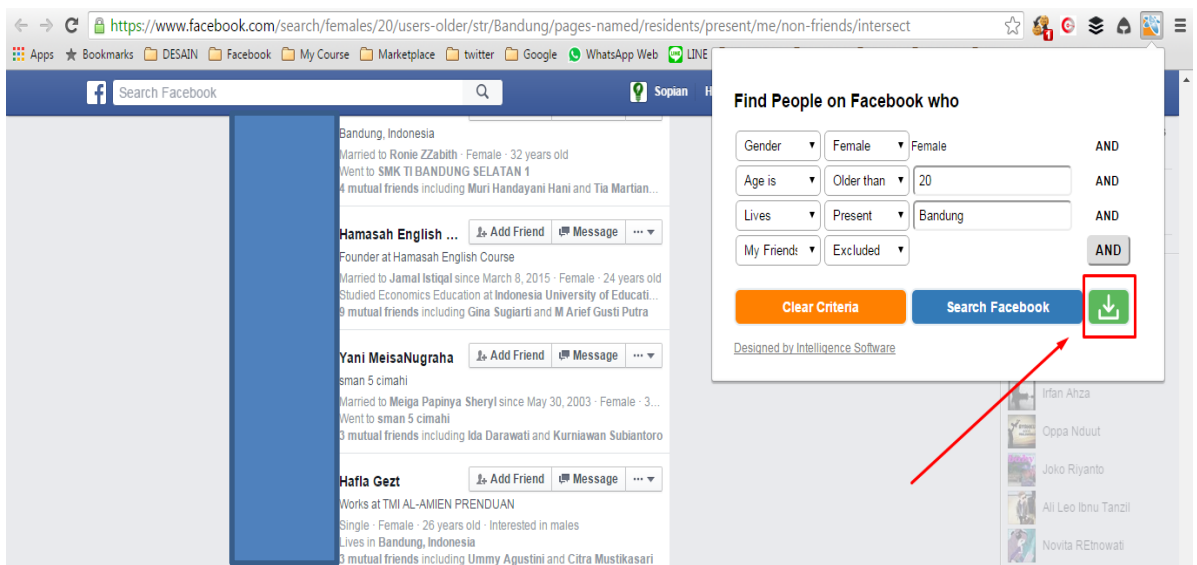 https://www.facebook.com/search/females/20/users-older/str/Bandung/pages-named/residents/present/me/non-friends/intersect
1
Apps Bookmarks DESAIN Facebook My Course Marketplace twitter Google WhatsApp Web LINE
Search Facebook
Sopian
Bandung, Indonesia
Married to Ronie ZZabith · Female · 32 years old
Went to SMK TI BANDUNG SELATAN 1
4 mutual friends including Muri Handayani Hani and Tia Martian...
Hamasah English ... Add Friend Message
Founder at Hamasah English Course
Married to Jamal Istiqal since March 8, 2015 · Female · 24 years old
Studied Economics Education at Indonesia University of Educati...
9 mutual friends including Gina Sugiarti and M Arief Gusti Putra
Yani MeisaNugraha Add Friend Message
sman 5 cimahi
Married to Meiga Papinya Sheryl since May 30, 2003 · Female · 3...
Went to sman 5 cimahi
3 mutual friends including Ida Darawati and Kurniawan Subiantoro
Hafla Gezt Add Friend Message
Works at TMI AL-AMIEN PRENDUAN
Single · Female · 26 years old · Interested in males
Lives in Bandung, Indonesia
3 mutual friends including Ummy Agustini and Citra Mustikasari
Find People on Facebook who
Gender Female Female AND
Age is Older than 20 AND
Lives Present Bandung AND
My Friends Excluded AND
Clear Criteria Search Facebook
Designed by Intelligence Software
Irfan Ahza
Oppa Nduut
Joko Riyanto
Ali Leo Ibnu Tanzil
Novita REtnowati